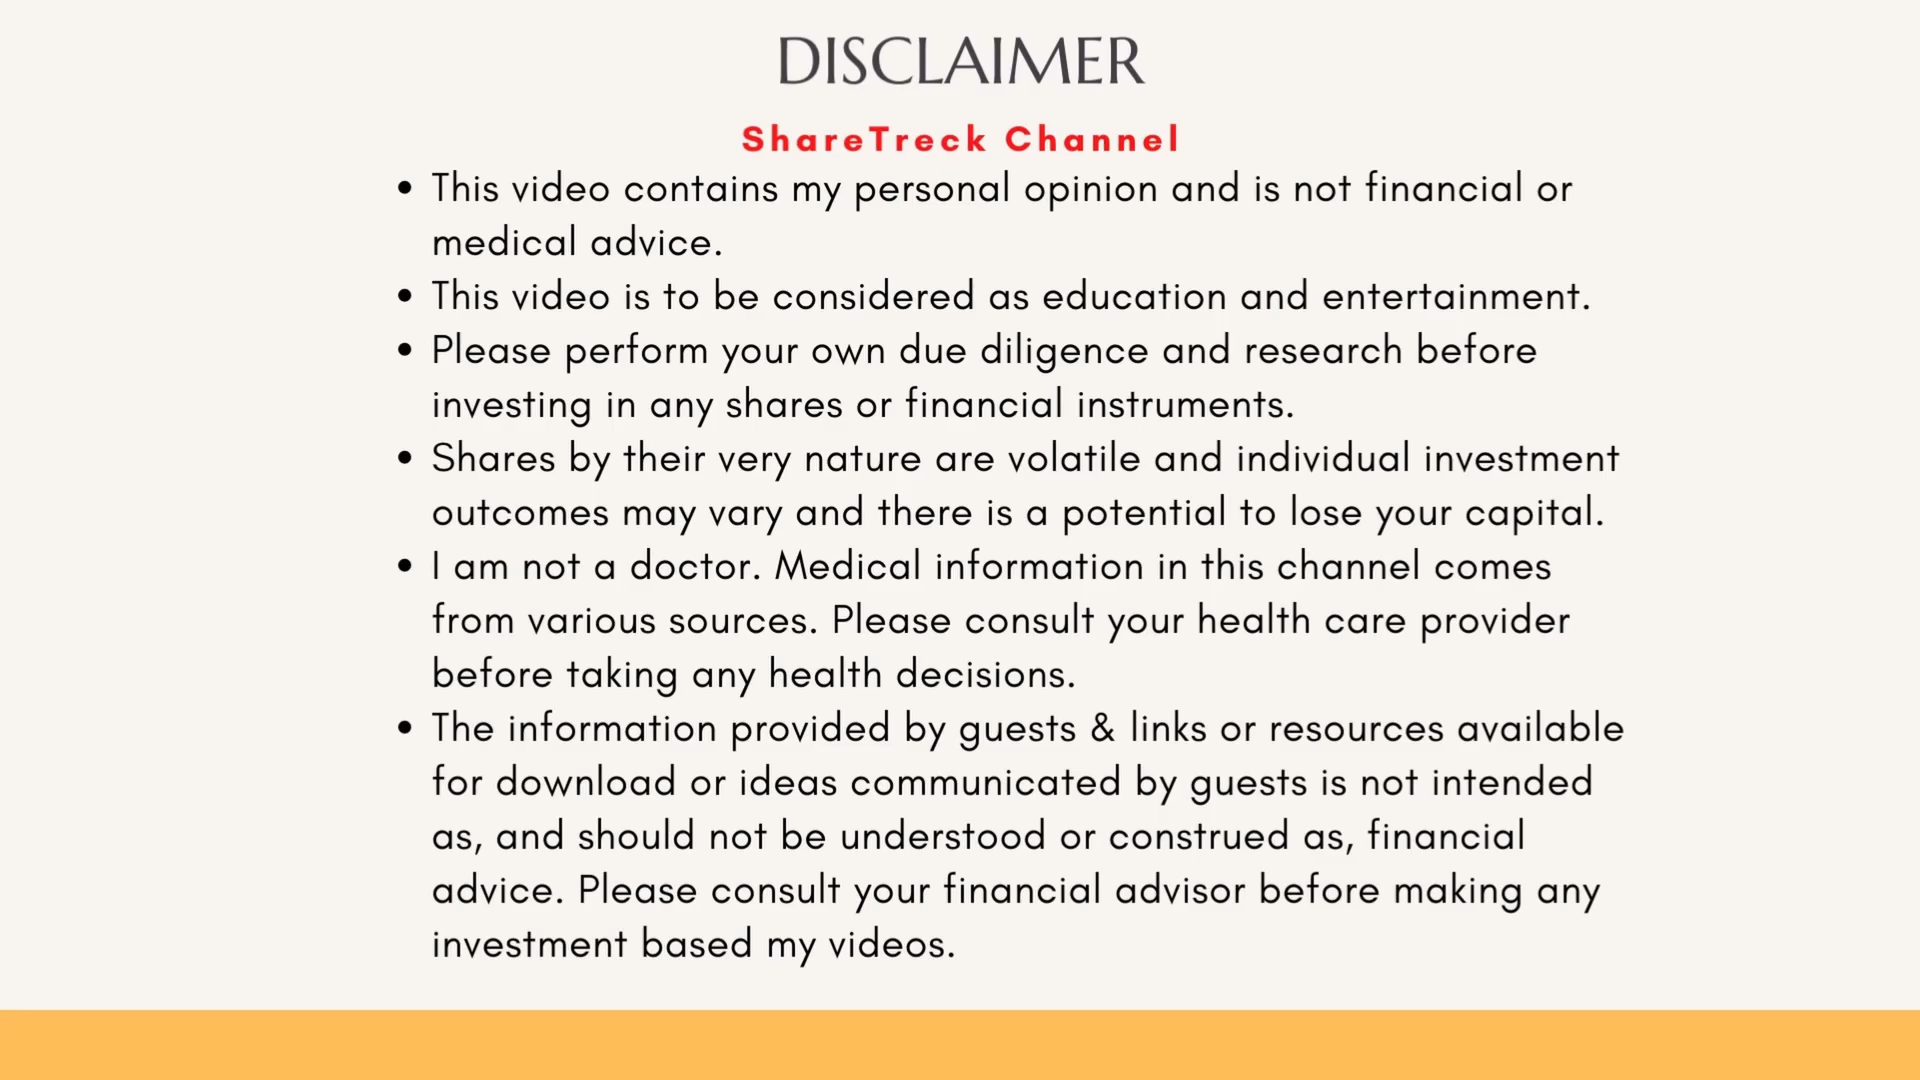 DISCLAIMER
ShareTreck Channel
• This video contains my personal opinion and is not financial or
medical advice.
• This video is to be considered as education and entertainment.
• Please perform your own due diligence and research before
investing in any shares or financial instruments.
• Shares by their very nature are volatile and individual investment
outcomes may vary and there is a potential to lose your capital.
• I am not a doctor. Medical information in this channel comes
from various sources. Please consult your health care provider
before taking any health decisions.
• The information provided by guests & links or resources available
for download or ideas communicated by guests is not intended
as, and should not be understood or construed as, financial
advice. Please consult your financial advisor before making any
investment based my videos.